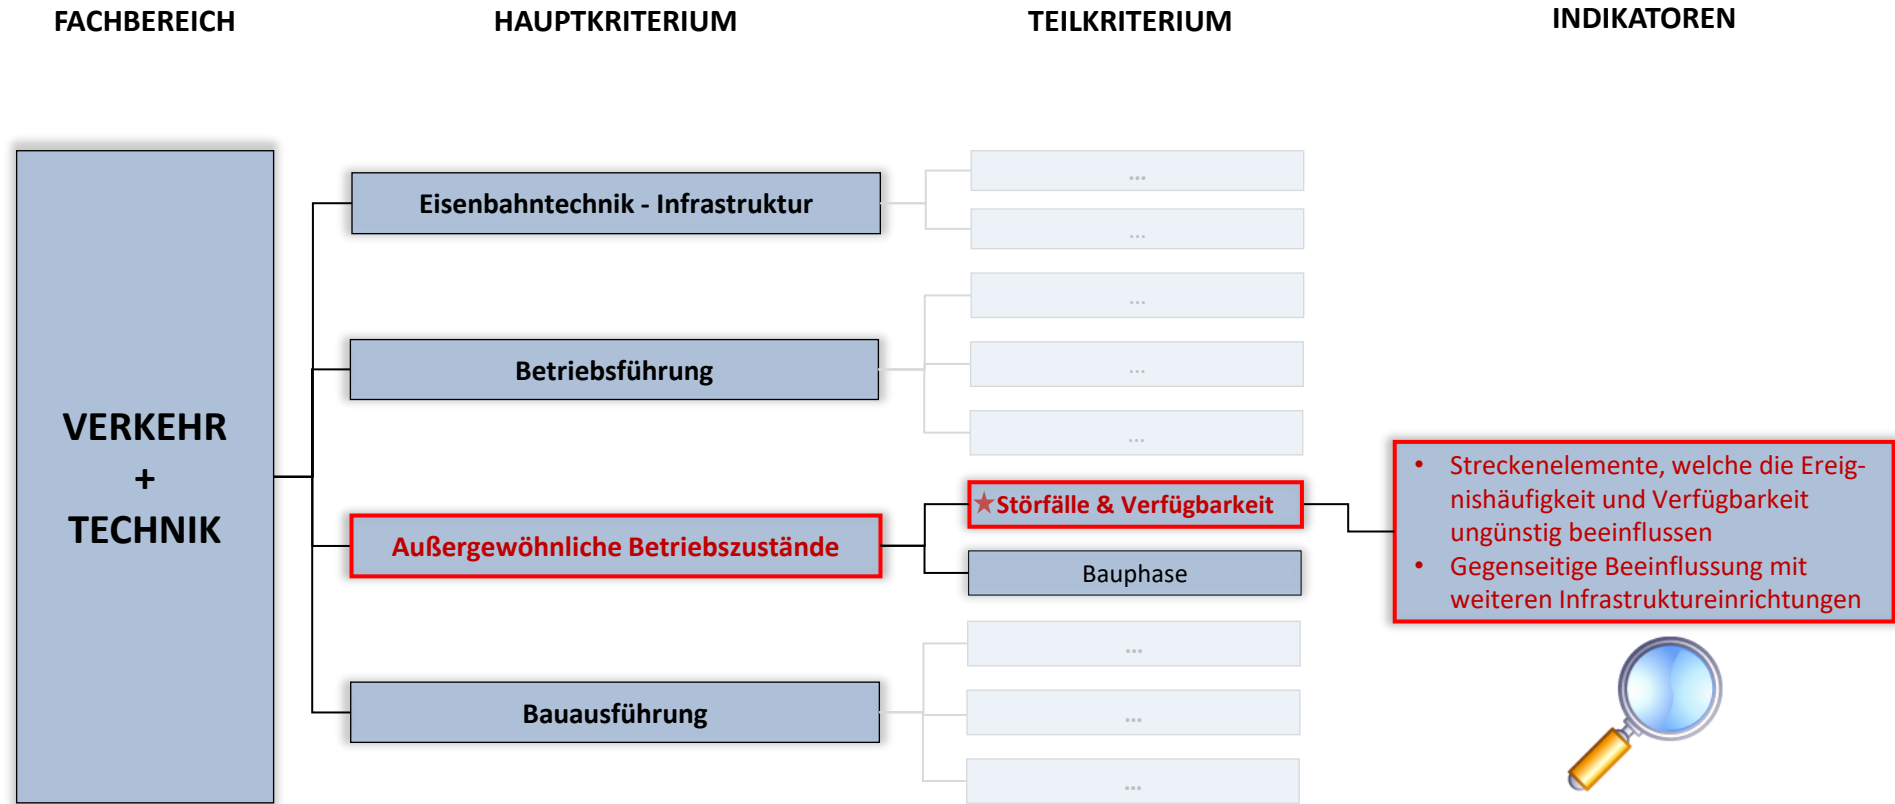 FACHBEREICH
HAUPTKRITERIUM
TEILKRITERIUM
INDIKATOREN
VERKEHR
+
TECHNIK
Eisenbahntechnik - Infrastruktur
...
...
Betriebsführung
...
...
...
Außergewöhnliche Betriebszustände
Störfälle & Verfügbarkeit
Bauphase
• Streckenelemente, welche die Ereig-
nishäufigkeit und Verfügbarkeit
ungünstig beeinflussen
• Gegenseitige Beeinflussung mit
weiteren Infrastruktureinrichtungen
Bauausführung
...
...
...